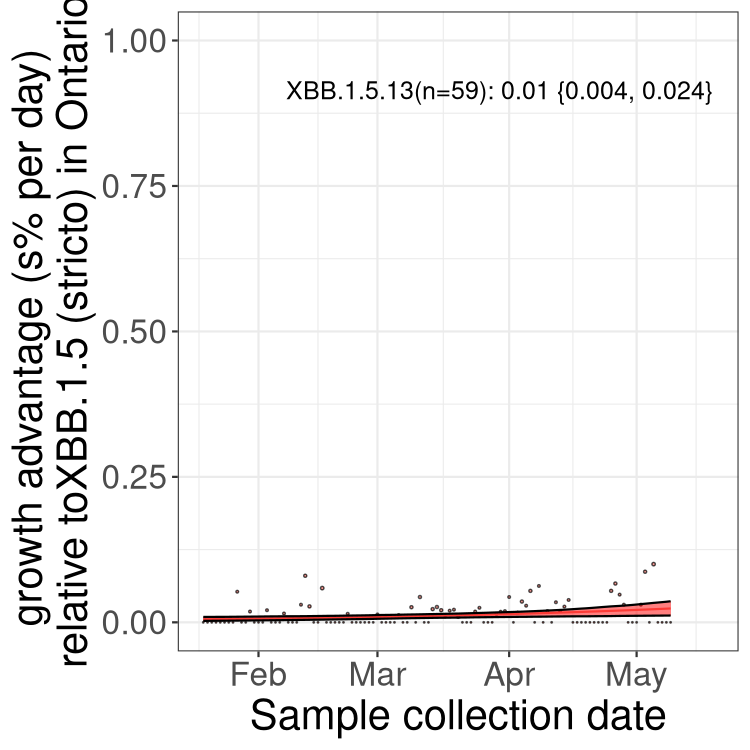 growth advantage (s% per day)
relative toXBB.1.5 (stricto) in Ontario
1.00
0.75
0.50
0.25
0.00
XBB.1.5.13(n=59): 0.01 {0.004, 0.024}
Feb Mar Apr May
Sample collection date